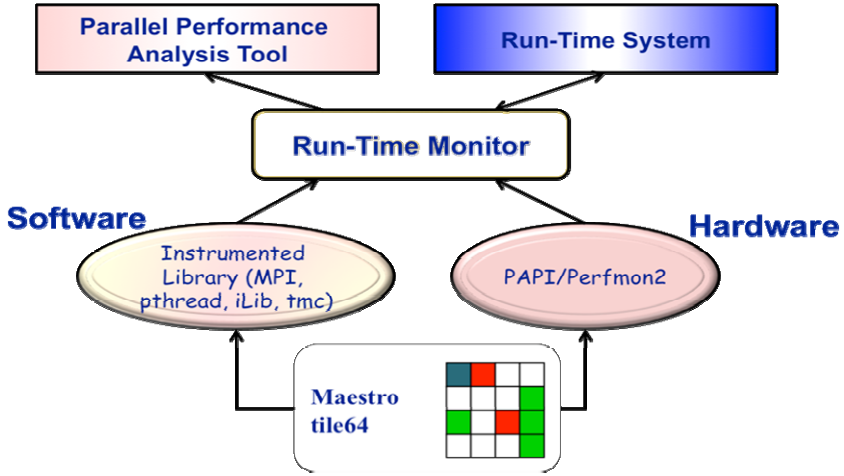 Parallel Performance
Analysis Tool
Run-Time System
Run-Time Monitor
Software
Hardware
Instrumented
Library (MPI,
pthread, iLib, tmc)
PAPI/Perfmon2
Maestro
tile64